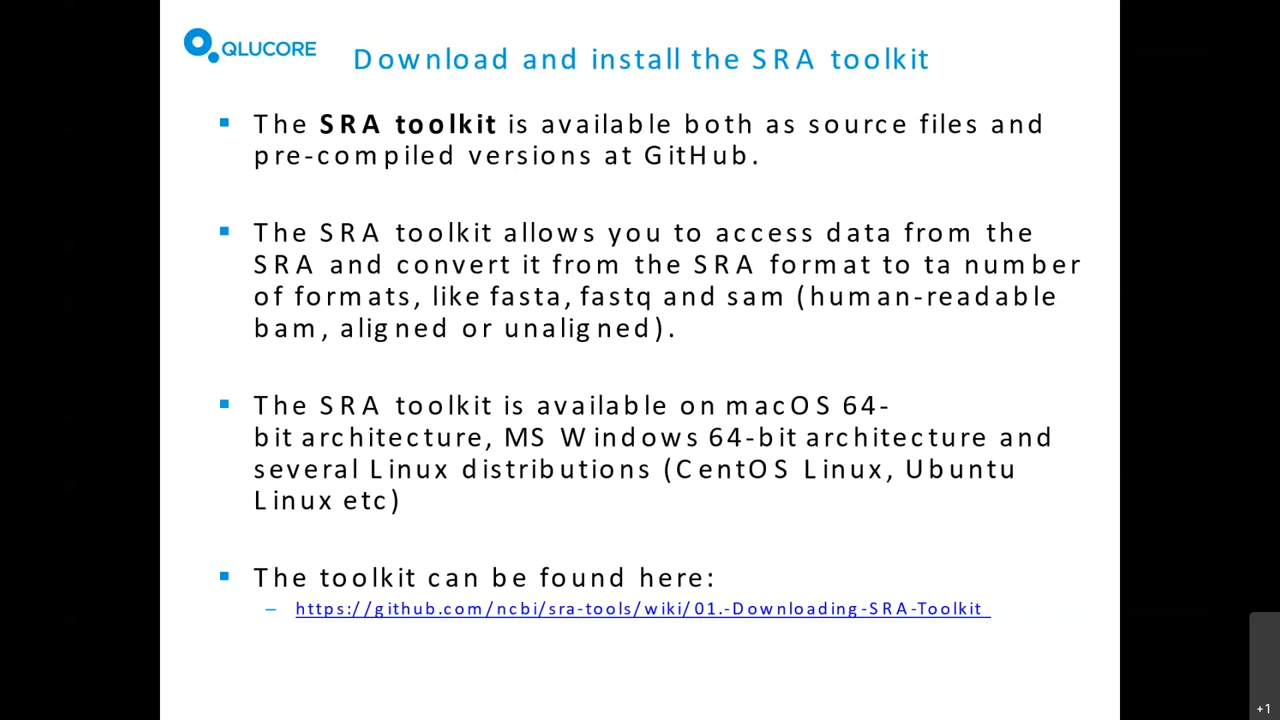 QLUCORE
Download and install the SRA toolkit
▪ The SRA toolkit is available both as source files and
pre-compiled versions at GitHub.
▪ The SRA toolkit allows you to access data from the
SRA and convert it from the SRA format to ta number
of formats, like fasta, fastq and sam (human-readable
bam, aligned or unaligned).
▪ The SRA toolkit is available on macOS 64-
bit architecture, MS Windows 64-bit architecture and
several Linux distributions (CentOS Linux, Ubuntu
Linux etc)
▪ The toolkit can be found here:
– https://github.com/ncbi/sra-tools/wiki/01.-Downloading-SRA-Toolkit
+1